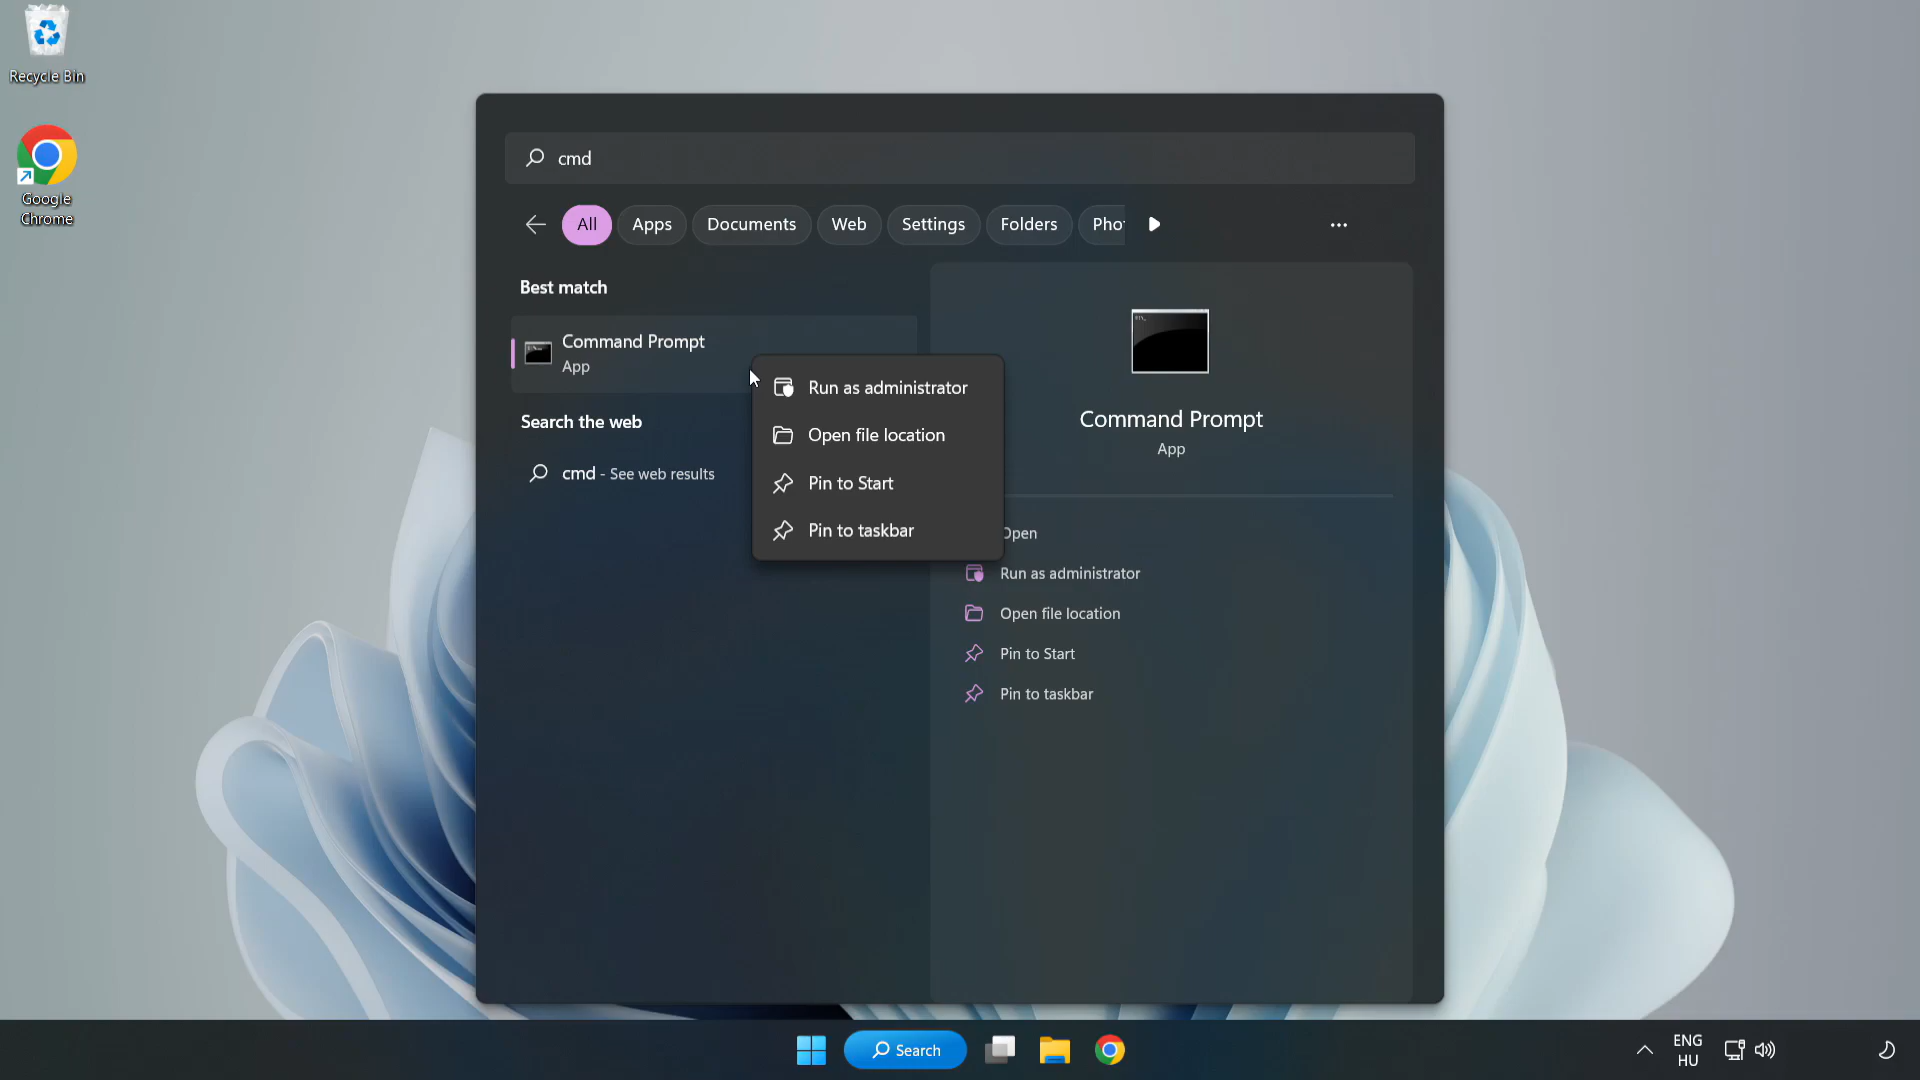 Recycle Bin
Google
Chrome
cmd
All
Apps
Documents
Web
Settings
Folders
Best match
Command Prompt
App
Search the web
cmd - See web results
Run as administrator
Open file location
Pin to Start
Pin to taskbar
Command Prompt
App
Open
Run as administrator
Open file location
Pin to Start
Pin to taskbar
Search
ENG
HU